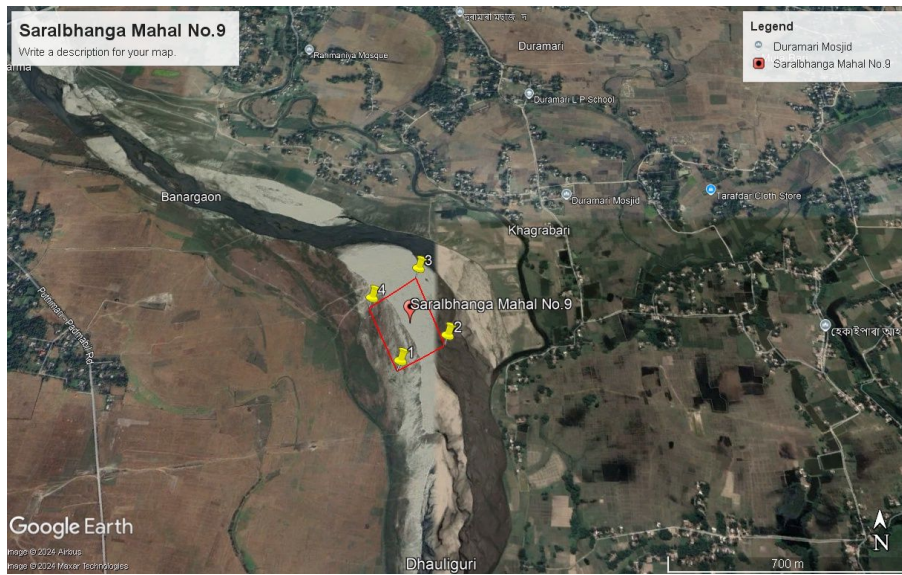 Saralbhanga Mahal No.9
Write a description for your map.
Legend
Duramari Mosjid
Saralbhanga Mahal No.9
Duramari
Rahmaniya Mosque
Duramari L P School
Banargaon
Duramari Mosjid
Tarafdar Cloth Store
Khagrabari
3
4
Saralbhanga Mahal No.9
2
1
Google Earth
Image © 2024 Airbus
Image © 2024 Maxar Technologies
Dhauliguri
N
700 m